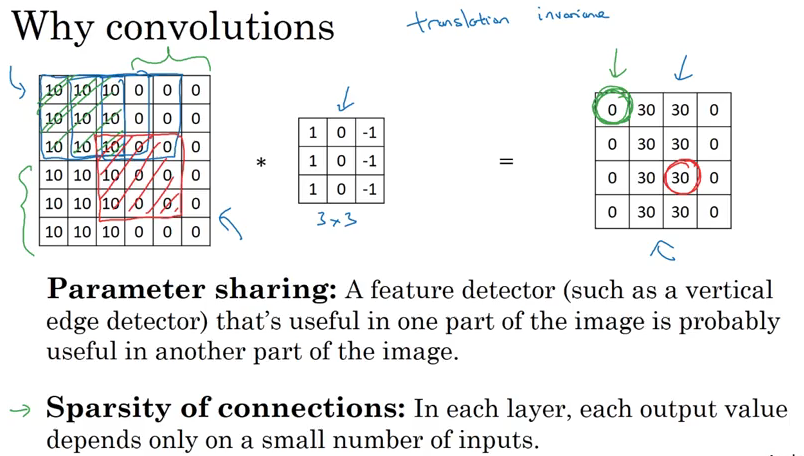 Why convolutions
translation invariance
10 10 10 0 0 0
10 10 10 0 0 0
10 10 10 0 0 0
10 10 10 0 0 0
10 10 10 0 0 0
10 10 10 0 0 0
*
1 0 -1
1 0 -1
1 0 -1
3×3
=
0 30 30 0
0 30 30 0
0 30 30 0
0 30 30 0
Parameter sharing: A feature detector (such as a vertical
edge detector) that's useful in one part of the image is probably
useful in another part of the image.
→ Sparsity of connections: In each layer, each output value
depends only on a small number of inputs.